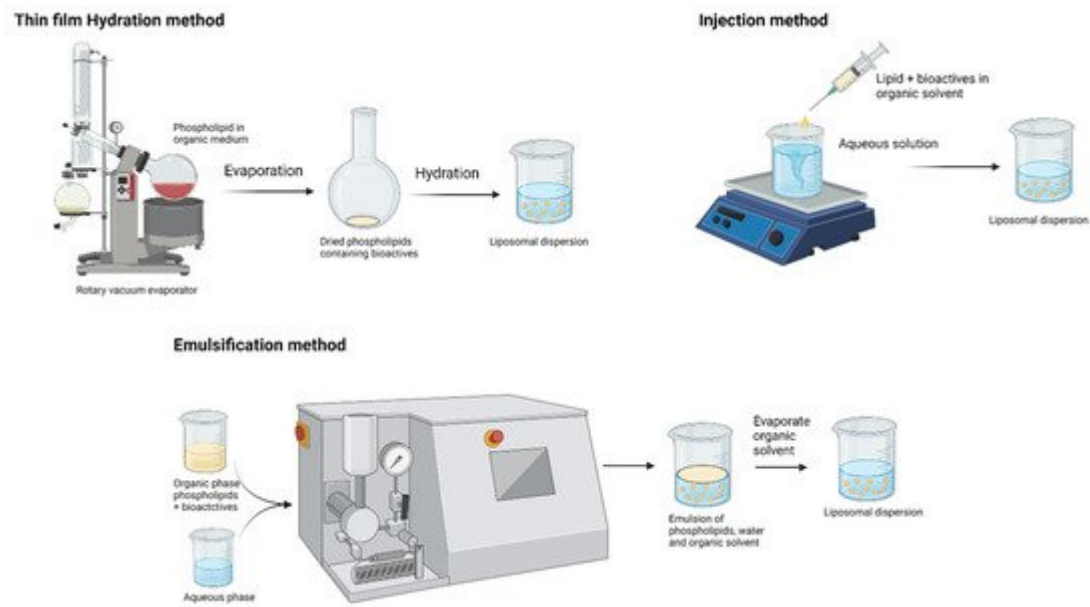 Thin film Hydration method
Phospholipid in
organic medium
Evaporation
Hydration
Dried phospholipids
containing bioactives
Liposomal dispersion
Rotary vacuum evaporator
Injection method
Lipid + bioactives in
organic solvent
Aqueous solution
Liposomal dispersion
Emulsification method
Organic phase
phospholipids
+ bioactctives
Aqueous phase
Emulsion of
phospholipids, water
and organic solvent
Evaporate
organic
solvent
Liposomal dispersion